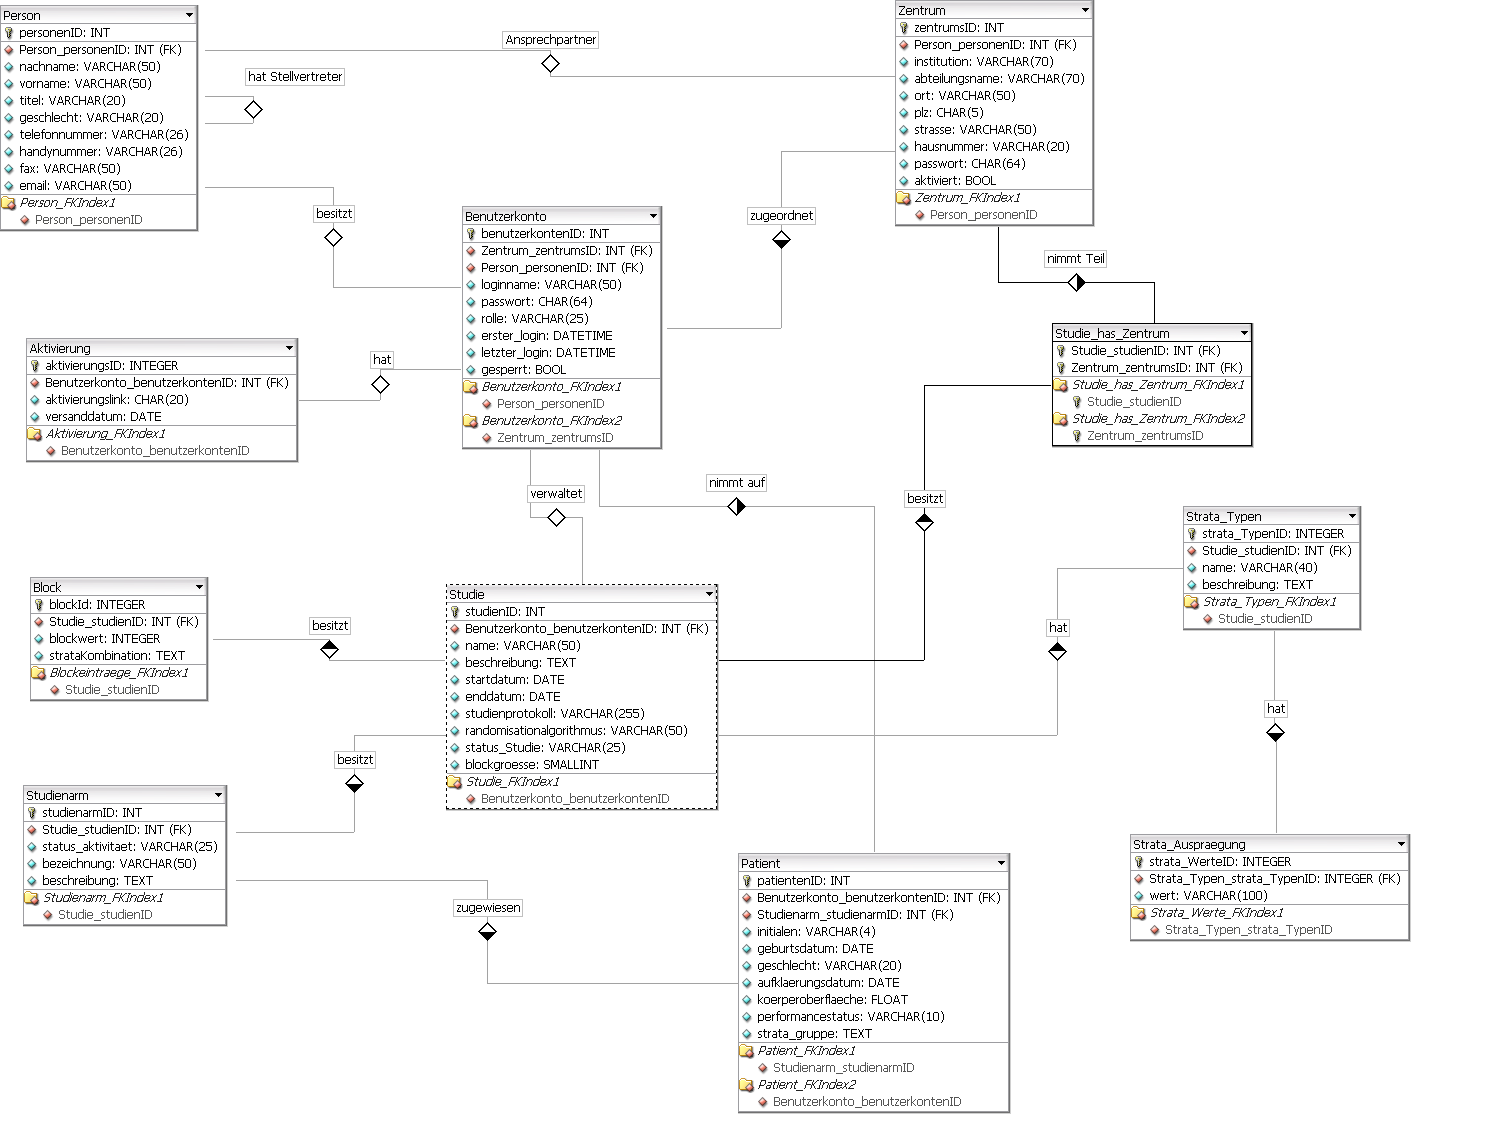 Person
personenID: INT
Person_personenID: INT (FK)
nachname: VARCHAR(50)
vorname: VARCHAR(50)
titel: VARCHAR(20)
geschlecht: VARCHAR(20)
telefonnummer: VARCHAR(26)
handynummer: VARCHAR(26)
fax: VARCHAR(50)
email: VARCHAR(50)
Person_FKIndex1
Person_personenID
Ansprechpartner
hat Stellvertreter
besitzt
Zentrum
zentrumsID: INT
Person_personenID: INT (FK)
institution: VARCHAR(70)
abteilungsname: VARCHAR(70)
ort: VARCHAR(50)
plz: CHAR(5)
strasse: VARCHAR(50)
hausnummer: VARCHAR(20)
passwort: CHAR(64)
aktiviert: BOOL
Zentrum_FKIndex1
Person_personenID
zugeordnet
nimmt Teil
Benutzerkonto
benutzerkontenID: INT
Zentrum_zentrumsID: INT (FK)
Person_personenID: INT (FK)
loginname: VARCHAR(50)
passwort: CHAR(64)
rolle: VARCHAR(25)
erster_login: DATETIME
letzter_login: DATETIME
gesperrt: BOOL
Benutzerkonto_FKIndex1
Person_personenID
Benutzerkonto_FKIndex2
Zentrum_zentrumsID
Aktivierung
aktivierungsID: INTEGER
Benutzerkonto_benutzerkontenID: INT (FK)
aktivierungslink: CHAR(20)
versanddatum: DATE
Aktivierung_FKIndex1
Benutzerkonto_benutzerkontenID
hat
Studie_has_Zentrum
Studie_studienID: INT (FK)
Zentrum_zentrumsID: INT (FK)
Studie_has_Zentrum_FKIndex1
Studie_studienID
Studie_has_Zentrum_FKIndex2
Zentrum_zentrumsID
verwaltet
nimmt auf
besitzt
Strata_Typen
strata_TypenID: INTEGER
Studie_studienID: INT (FK)
name: VARCHAR(40)
beschreibung: TEXT
Strata_Typen_FKIndex1
Studie_studienID
Block
blockId: INTEGER
Studie_studienID: INT (FK)
blockwert: INTEGER
strataKombination: TEXT
Blockeintraege_FKIndex1
Studie_studienID
besitzt
Studie
studienID: INT
Benutzerkonto_benutzerkontenID: INT (FK)
name: VARCHAR(50)
beschreibung: TEXT
startdatum: DATE
enddatum: DATE
studienprotokoll: VARCHAR(255)
randomisationalgorithmus: VARCHAR(50)
status_Studie: VARCHAR(25)
blockgroesse: SMALLINT
Studie_FKIndex1
Benutzerkonto_benutzerkontenID
hat
hat
besitzt
Studienarm
studienarmID: INT
Studie_studienID: INT (FK)
status_aktivitaet: VARCHAR(25)
bezeichnung: VARCHAR(50)
beschreibung: TEXT
Studienarm_FKIndex1
Studie_studienID
zugewiesen
Patient
patientenID: INT
Benutzerkonto_benutzerkontenID: INT (FK)
Studienarm_studienarmID: INT (FK)
initialen: VARCHAR(4)
geburtsdatum: DATE
geschlecht: VARCHAR(20)
aufklaerungsdatum: DATE
koerperoberflaeche: FLOAT
performancestatus: VARCHAR(10)
strata_gruppe: TEXT
Patient_FKIndex1
Studienarm_studienarmID
Patient_FKIndex2
Benutzerkonto_benutzerkontenID
Strata_Auspraegung
strata_WerteID: INTEGER
Strata_Typen_strata_TypenID: INTEGER (FK)
wert: VARCHAR(100)
Strata_Werte_FKIndex1
Strata_Typen_strata_TypenID